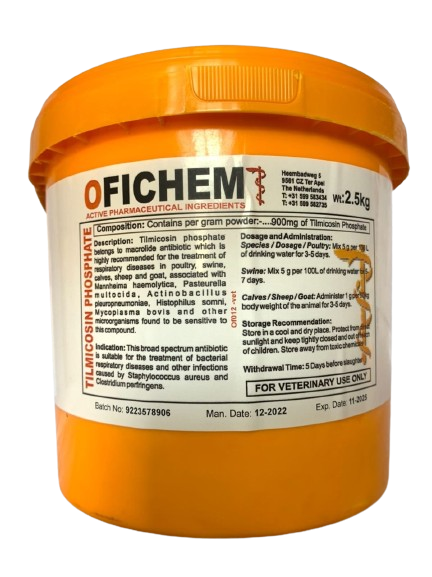 OFICHEM
ACTIVE PHARMACEUTICAL INGREDIENTS
Heembadweg 5
9561 CZ Ter Apel
The Netherlands
T: +31 599 563434
T: +31 599 563735
Wt.: 2.5kg
TILMICOSIN PHOSPHATE
Composition: Contains per gram powder:-....900mg of Tilmicosin Phosphate
Description: Tilmicosin phosphate
belongs to macrolide antibiotic which is
highly recommended for the treatment of
respiratory diseases in poultry, swine,
calves, sheep and goat, associated with
Mannheima haemolytica, Pasteurella
multocida, Actinobacillus
pleuropneumoniae, Histophilus somni,
Mycoplasma bovis and other
microorganisms found to be sensitive to
this compound.
Indication: This broad spectrum antibiotic
is suitable for the treatment of bacterial
respiratory diseases and other infections
caused by Staphylococcus aureus and
Clostridium perfringens.
Of012 -vet
Dosage and Administration:
Species / Dosage / Poultry: Mix 5 g per 100 L
of drinking water for 3-5 days.
Swine: Mix 5 g per 100L of drinking water for
7 days.
Calves / Sheep / Goat: Administer 1 g
bodyweight of the animal for 3-5 days.
Storage Recommendation:
Store in a cool and dry place. Protect from
sunlight and keep tightly closed and out of
of children. Store away from toxic
Withdrawal Time: 5 Days before slaughter
FOR VETERINARY USE ONLY
Batch No: 9223578906
Man. Date: 12-2022
Exp. Date: 11-2025